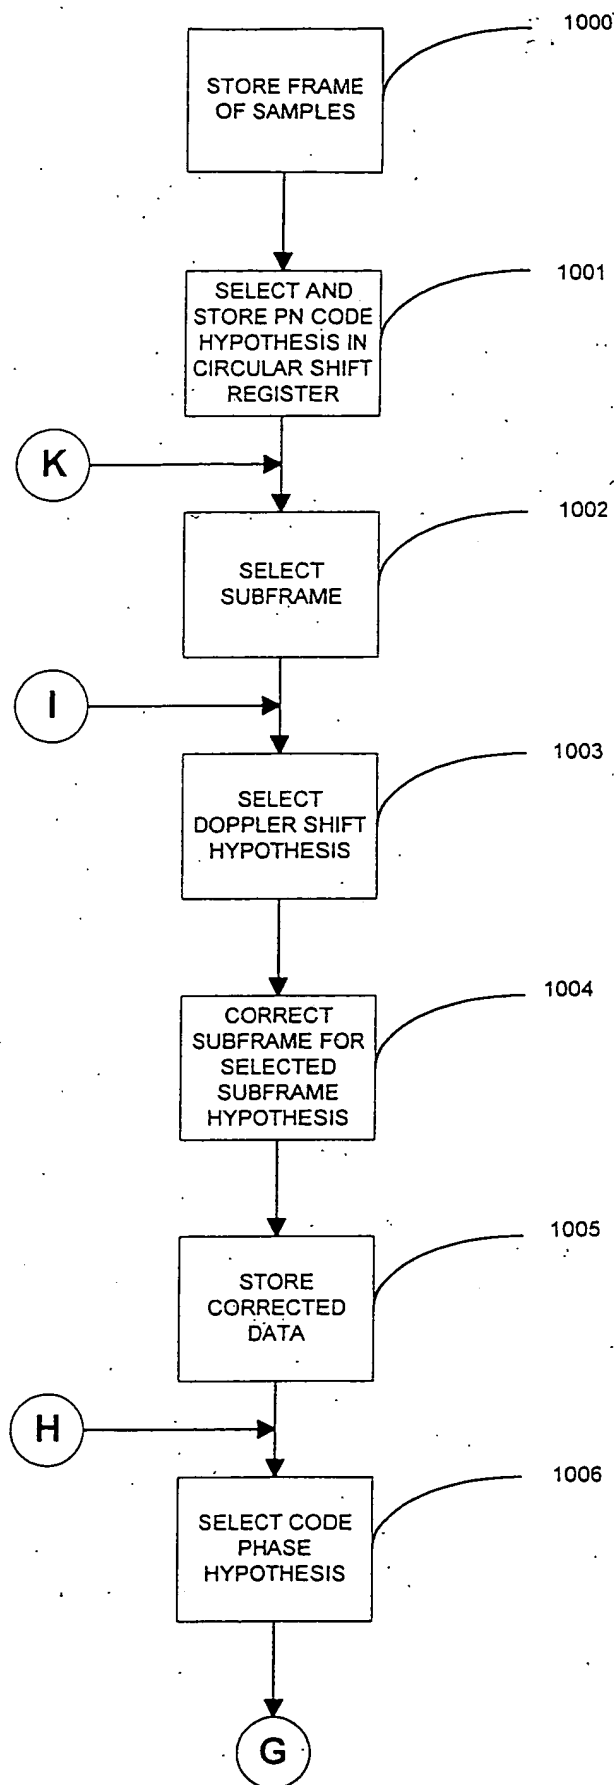 1000
STORE FRAME
OF SAMPLES
1001
SELECT AND
STORE PN CODE
HYPOTHESIS IN
CIRCULAR SHIFT
REGISTER
K
1002
SELECT
SUBFRAME
I
1003
SELECT
DOPPLER SHIFT
HYPOTHESIS
1004
CORRECT
SUBFRAME FOR
SELECTED
SUBFRAME
HYPOTHESIS
1005
STORE
CORRECTED
DATA
H
1006
SELECT CODE
PHASE
HYPOTHESIS
G